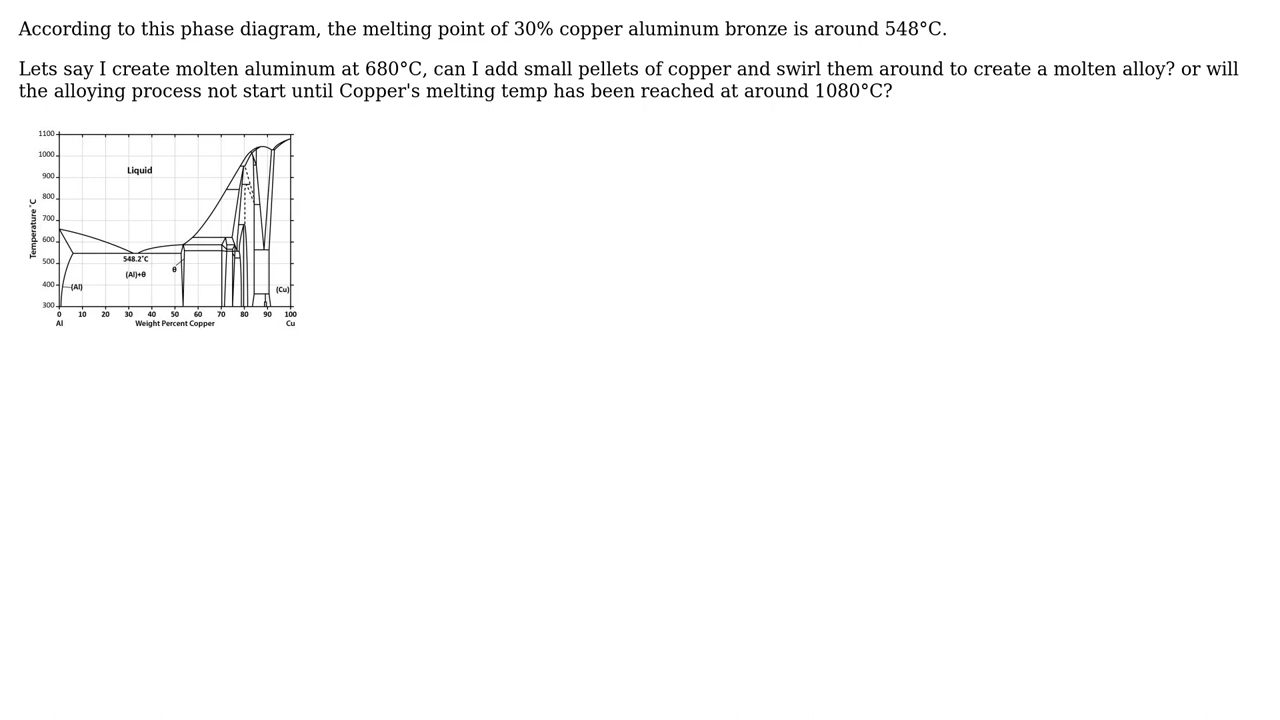 According to this phase diagram, the melting point of 30% copper aluminum bronze is around 548°C.
Lets say I create molten aluminum at 680°C, can I add small pellets of copper and swirl them around to create a molten alloy? or will
the alloying process not start until Copper's melting temp has been reached at around 1080°C?
1100
1000
900
800
700
600
500
400
300
Temperature °C
Liquid
548.2°C
(Al)+θ
θ
(Al)
(Cu)
0 10 20 30 40 50 60 70 80 90 100
Al Weight Percent Copper Cu